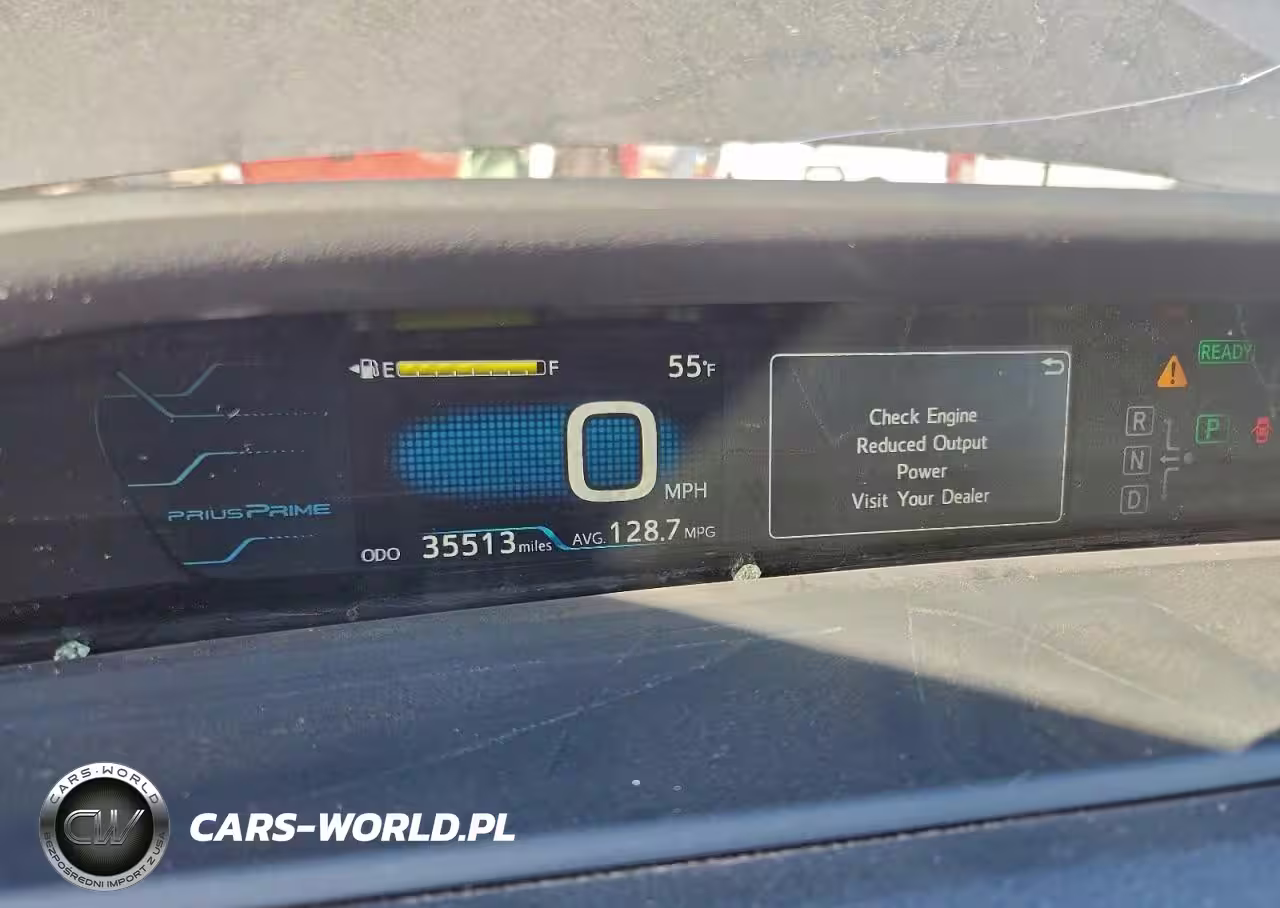 E F
55°F
0
MPH
PRIUS PRIME
ODO 35513 miles AVG. 128.7 MPG
Check Engine
Reduced Output
Power
Visit Your Dealer
READY
R
P
N
D
CARS-WORLD
CW
BEZPOŚREDNI IMPORT Z USA
CARS-WORLD.PL